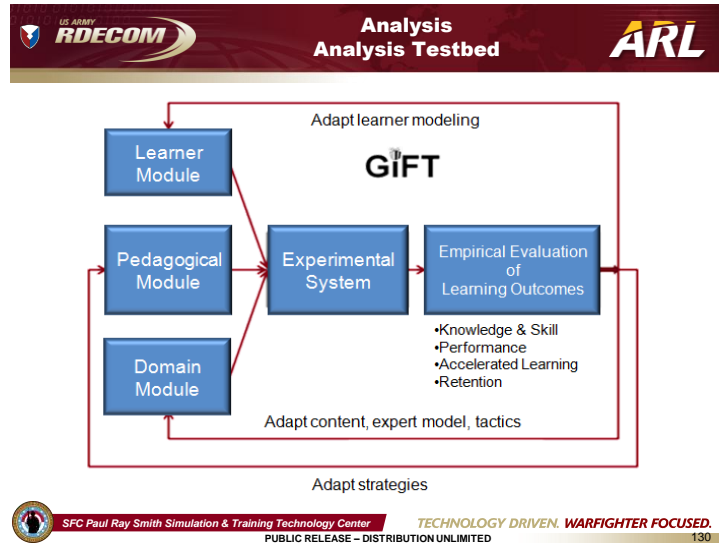 US ARMY
RDECOM
Analysis
Analysis Testbed
ARL
Adapt learner modeling
GiFT
Learner
Module
Pedagogical
Module
Experimental
System
Empirical Evaluation
of
Learning Outcomes
•Knowledge & Skill
•Performance
•Accelerated Learning
•Retention
Domain
Module
Adapt content, expert model, tactics
Adapt strategies
SFC Paul Ray Smith Simulation & Training Technology Center
TECHNOLOGY DRIVEN. WARFIGHTER FOCUSED.
PUBLIC RELEASE – DISTRIBUTION UNLIMITED
130